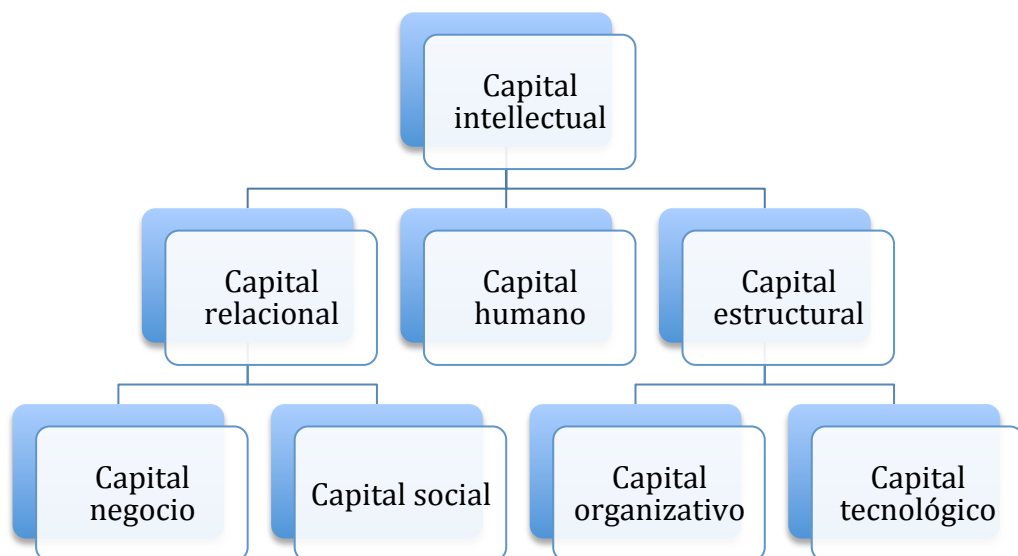 Capital
intellectual
Capital
relacional
Capital
humano
Capital
estructural
Capital
negocio
Capital social
Capital
organizativo
Capital
tecnológico